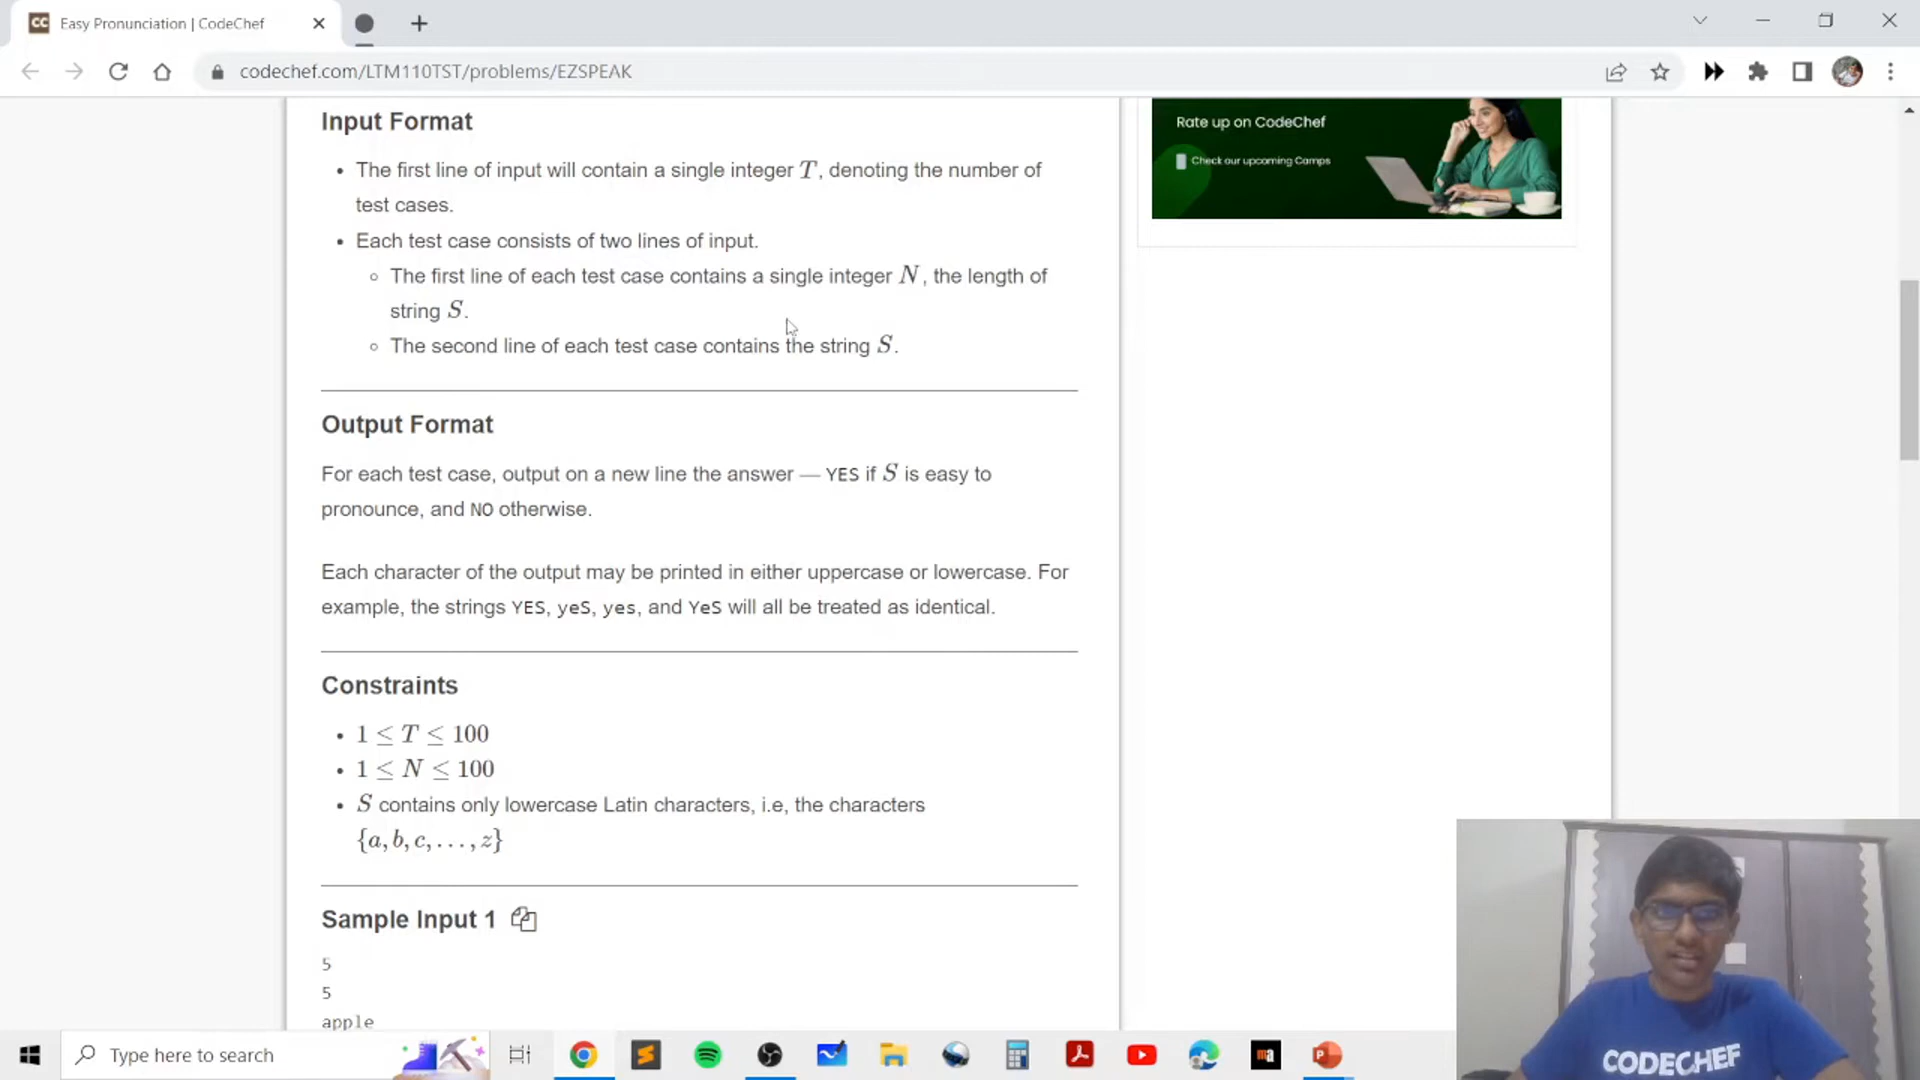 CC Easy Pronunciation | CodeChef
codechef.com/LTM110TST/problems/EZSPEAK
Input Format
Rate up on CodeChef
Check our upcoming Camps
• The first line of input will contain a single integer T, denoting the number of
test cases.
• Each test case consists of two lines of input.
◦ The first line of each test case contains a single integer N, the length of
string S.
◦ The second line of each test case contains the string S.
Output Format
For each test case, output on a new line the answer — YES if S is easy to
pronounce, and NO otherwise.
Each character of the output may be printed in either uppercase or lowercase. For
example, the strings YES, yeS, yes, and YeS will all be treated as identical.
Constraints
• 1 ≤ T ≤ 100
• 1 ≤ N ≤ 100
• S contains only lowercase Latin characters, i.e, the characters
{a, b, c, . . . , z}
Sample Input 1
5
5
apple
CODECHEF
Type here to search
ma
P